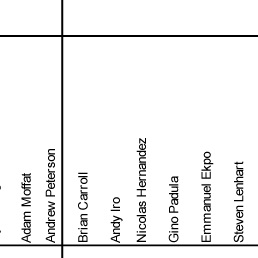 Adam Moffat
Andrew Peterson
Brian Carroll
Andy Iro
Nicolas Hernandez
Gino Padula
Emmanuel Ekpo
Steven Lenhart